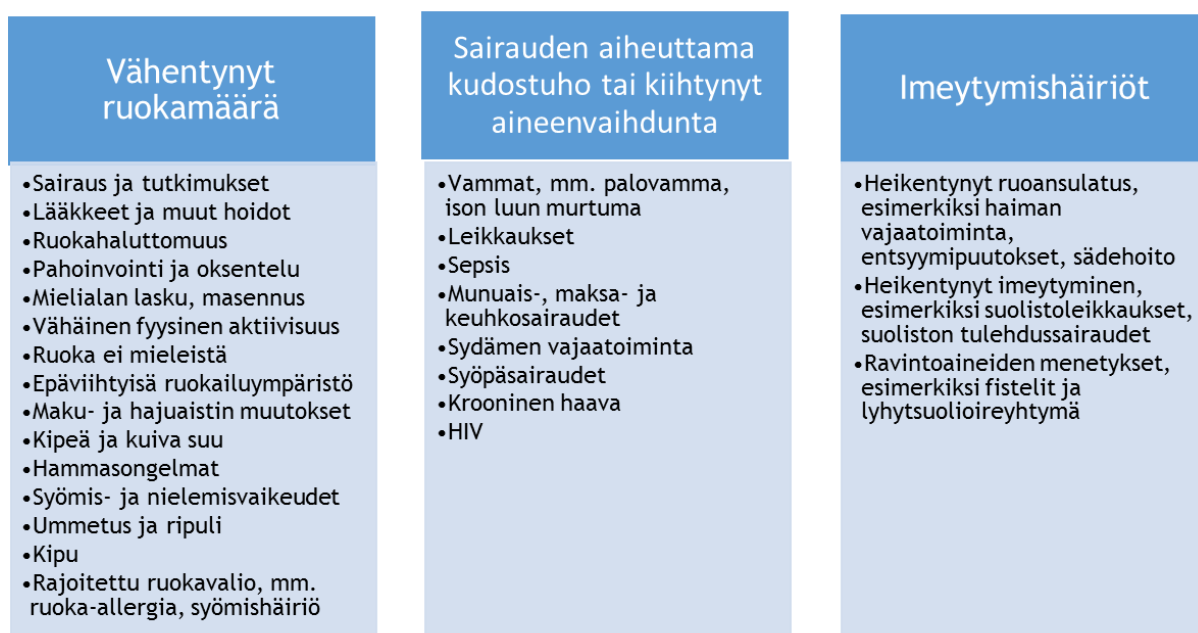 Vähentynyt
ruokamäärä
•Sairaus ja tutkimukset
•Lääkkeet ja muut hoidot
•Ruokahaluttomuus
•Pahoinvointi ja oksentelu
•Mielialan lasku, masennus
•Vähäinen fyysinen aktiivisuus
•Ruoka ei mieleistä
•Epäviihtyisä ruokailuympäristö
•Maku- ja hajuaistin muutokset
•Kipeä ja kuiva suu
•Hammasongelmat
•Syömis- ja nielemisvaikeudet
•Ummetus ja ripuli
•Kipu
•Rajoitettu ruokavalio, mm.
ruoka-allergia, syömishäiriö
Sairauden aiheuttama
kudostuho tai kiihtynyt
aineenvaihdunta
•Vammat, mm. palovamma,
ison luun murtuma
•Leikkaukset
•Sepsis
•Munuais-, maksa- ja
keuhkosairaudet
•Sydämen vajaatoiminta
•Syöpäsairaudet
•Krooninen haava
•HIV
Imeytymishäiriöt
•Heikentynyt ruoansulatus,
esimerkiksi haiman
vajaatoiminta,
entsyymipuutokset, sädehoito
•Heikentynyt imeytyminen,
esimerkiksi suolistoleikkaukset,
suoliston tulehdussairaudet
•Ravintoaineiden menetykset,
esimerkiksi fistelit ja
lyhytsuolioireyhtymä